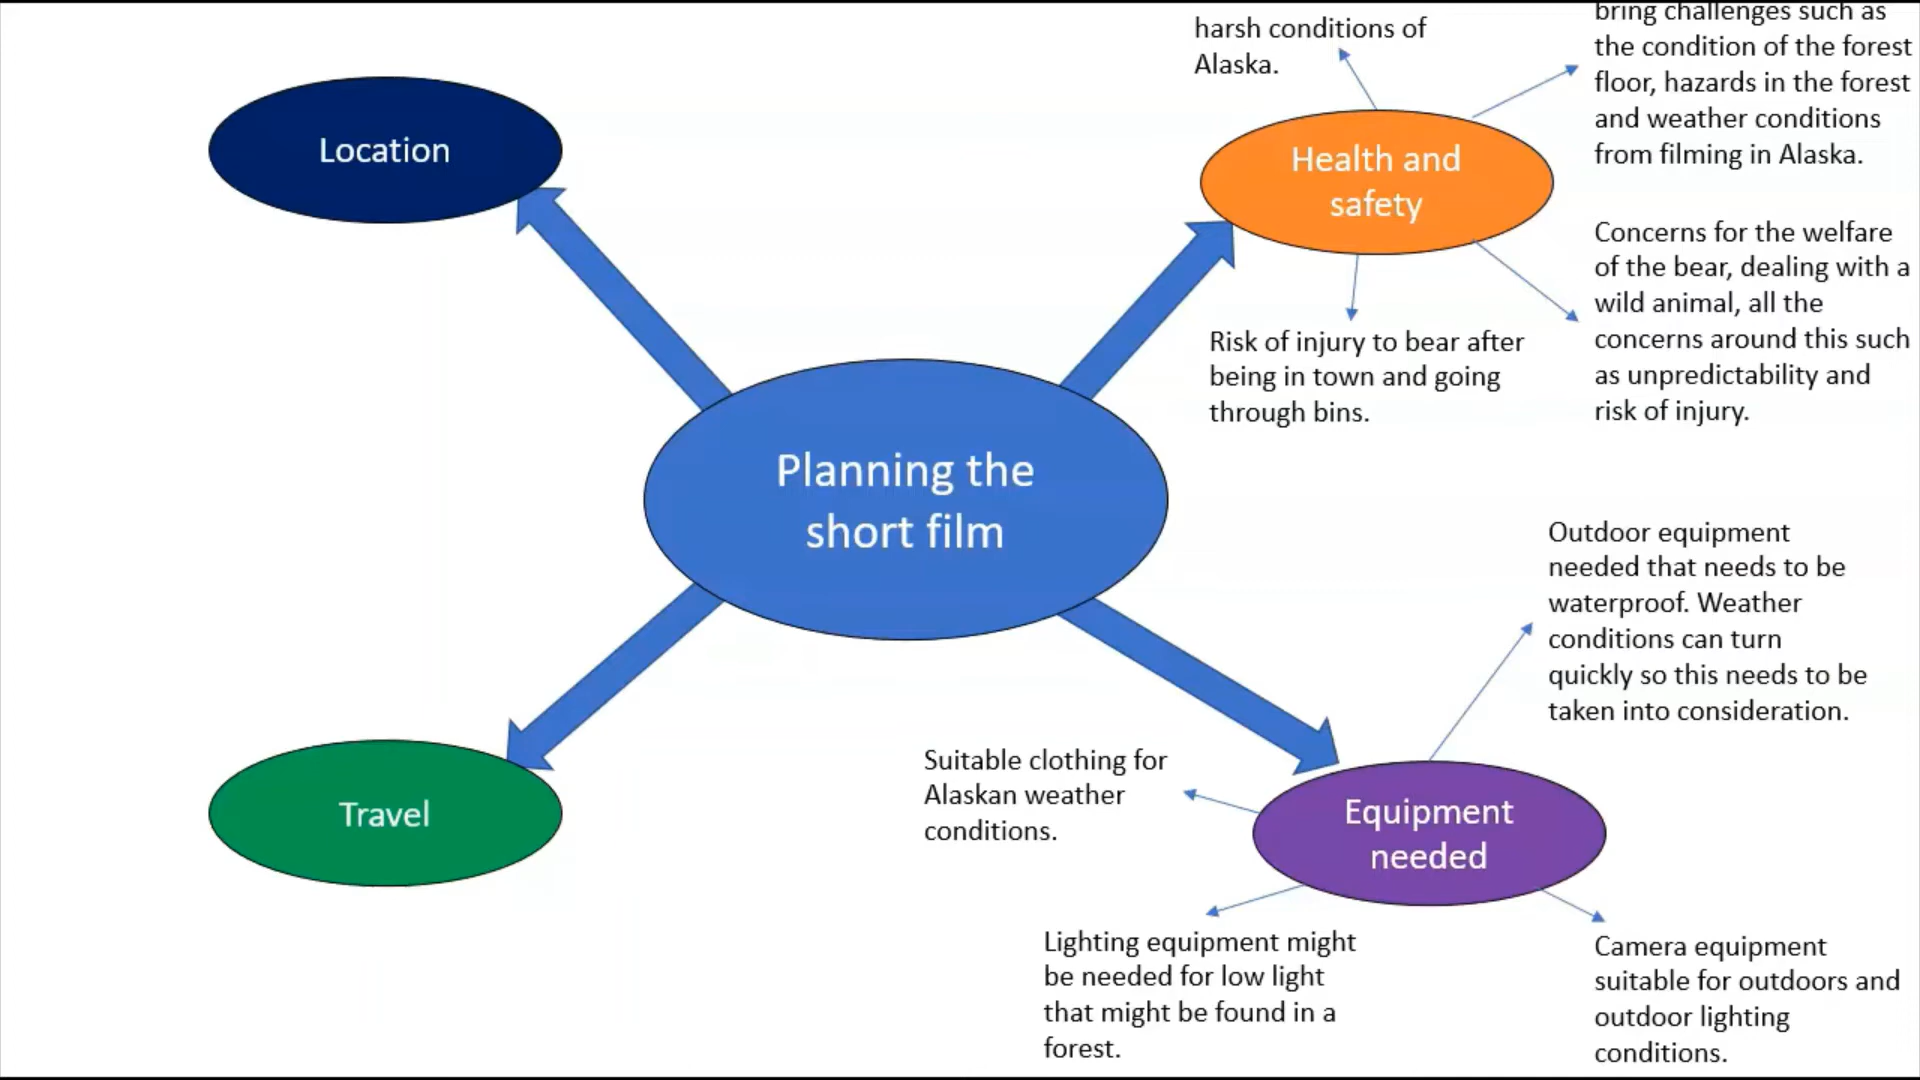 harsh conditions of
Alaska.
bring challenges such as
the condition of the forest
floor, hazards in the forest
and weather conditions
from filming in Alaska.
Location
Health and
safety
Concerns for the welfare
of the bear, dealing with a
wild animal, all the
concerns around this such
as unpredictability and
risk of injury.
Risk of injury to bear after
being in town and going
through bins.
Planning the
short film
Outdoor equipment
needed that needs to be
waterproof. Weather
conditions can turn
quickly so this needs to be
taken into consideration.
Suitable clothing for
Alaskan weather
conditions.
Travel
Equipment
needed
Lighting equipment might
be needed for low light
that might be found in a
forest.
Camera equipment
suitable for outdoors and
outdoor lighting
conditions.